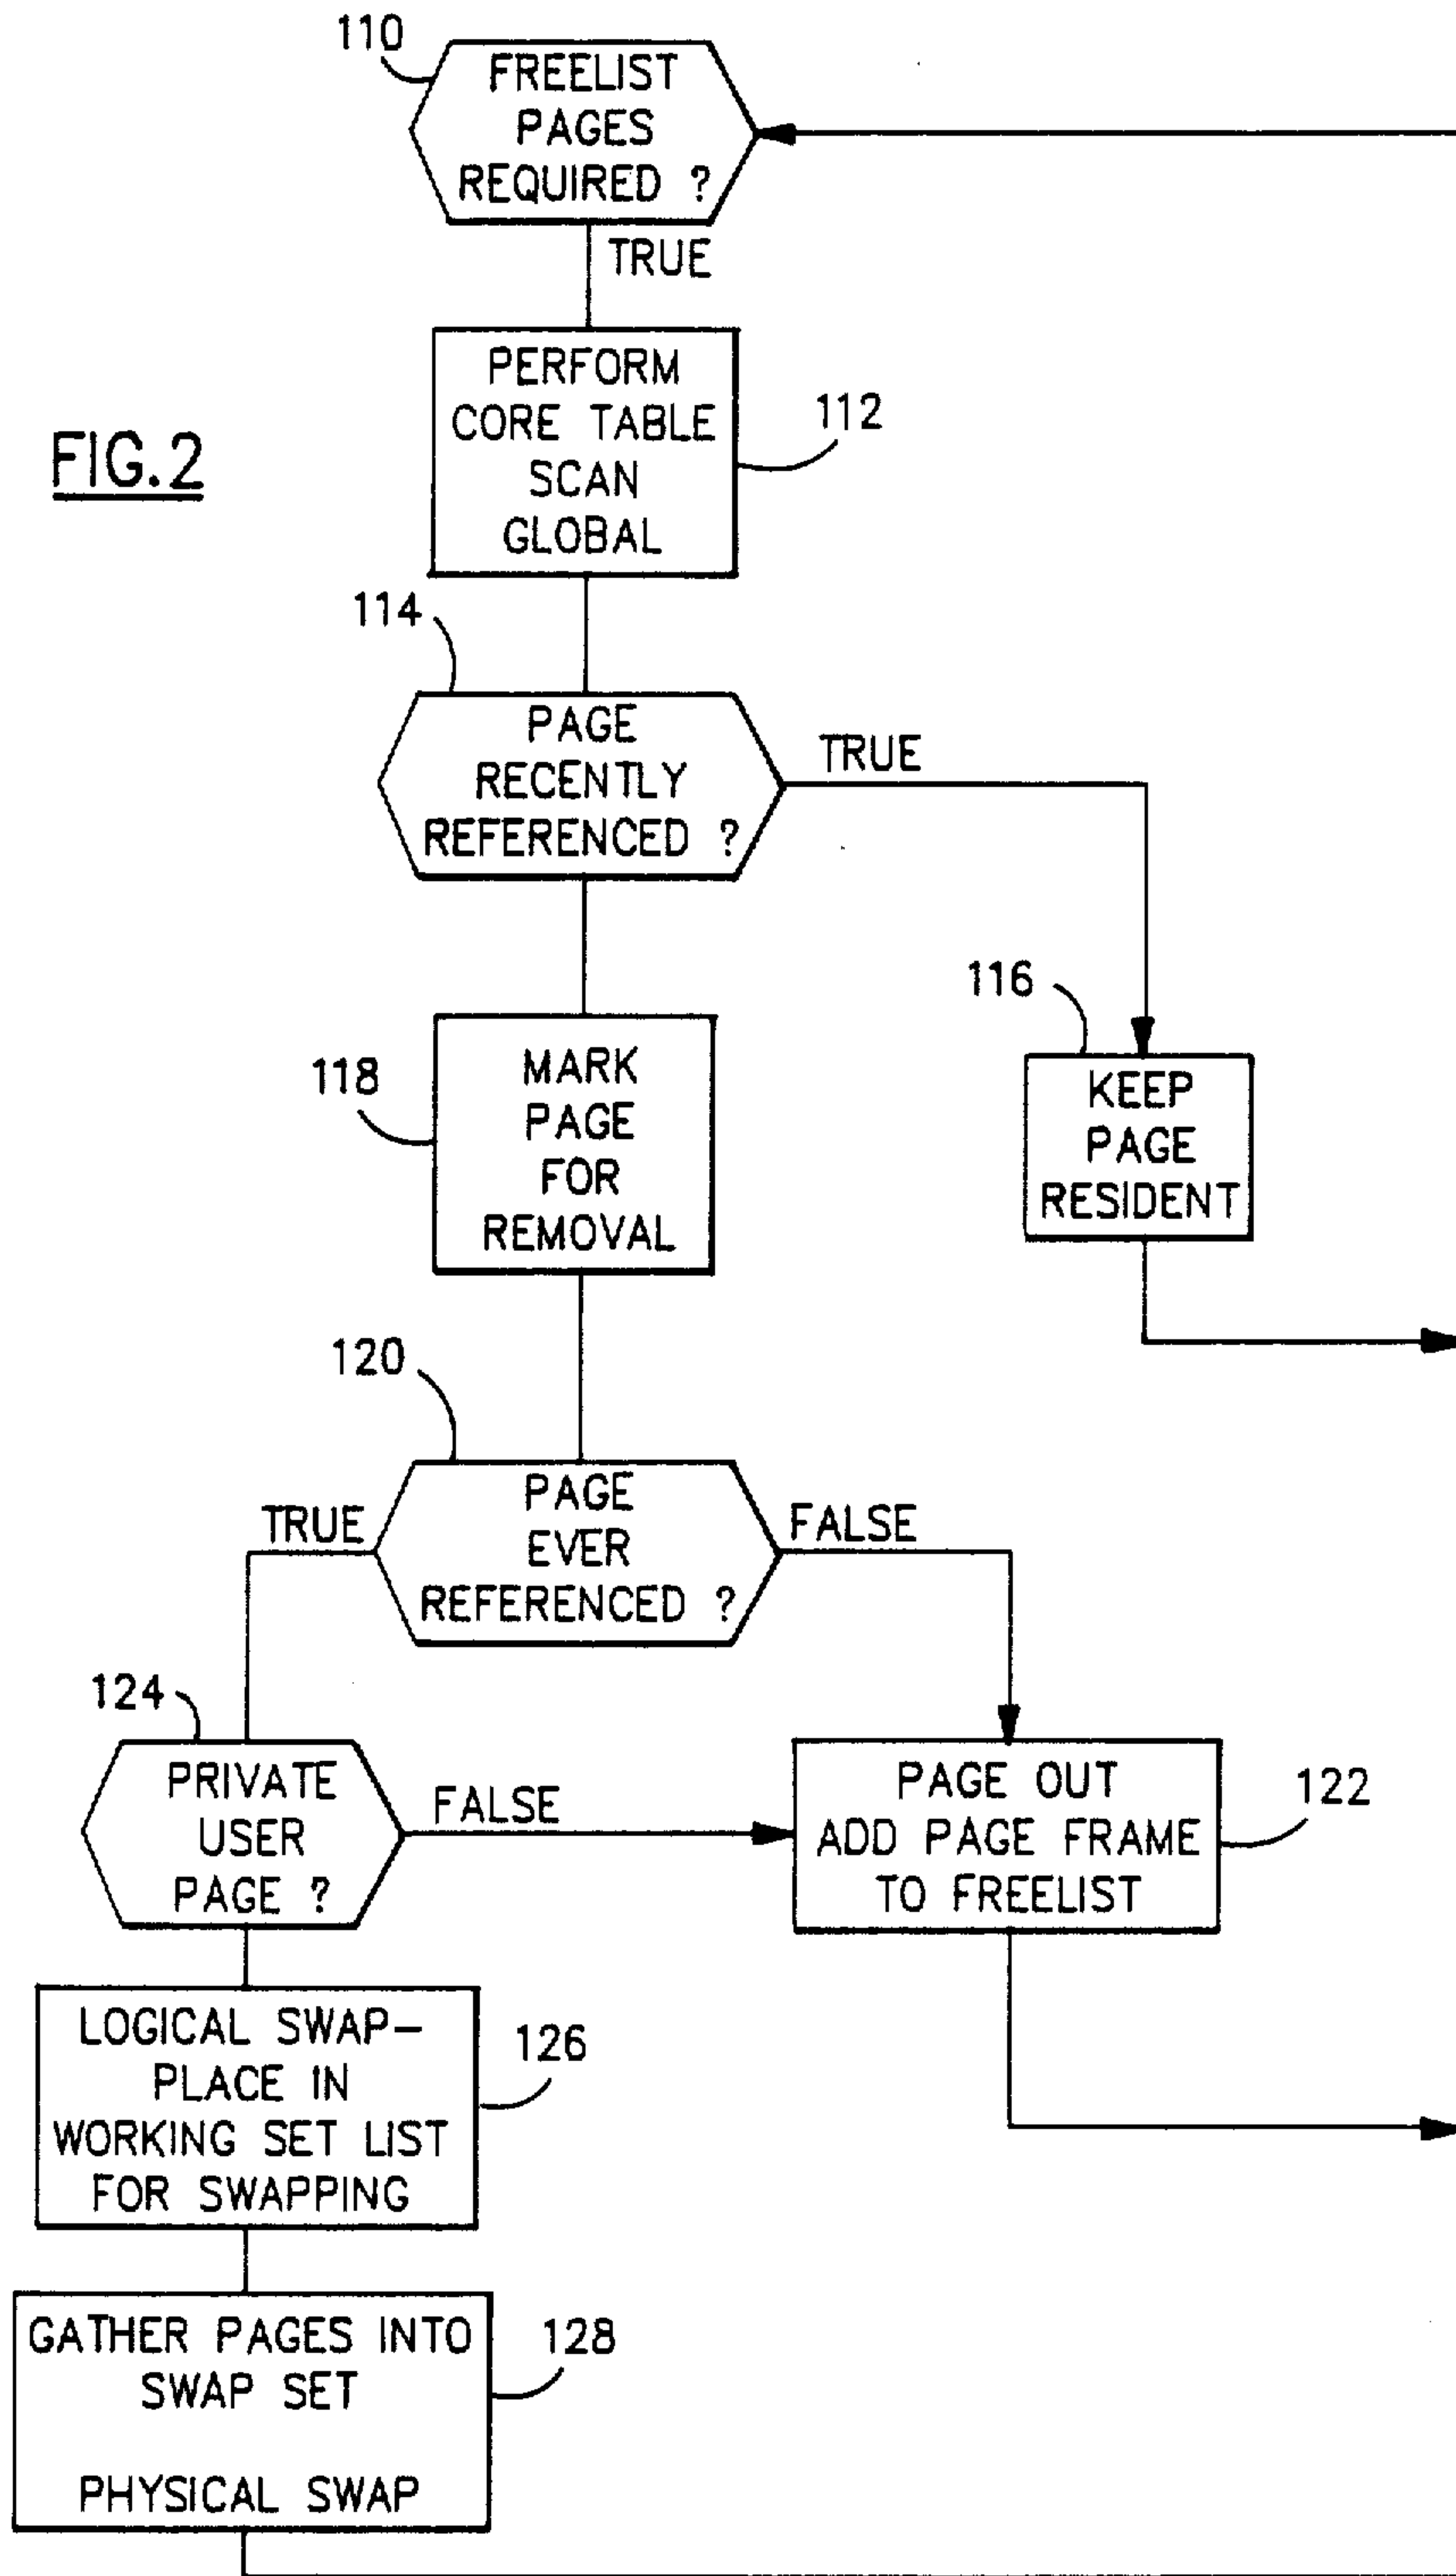 110
FREELIST
PAGES
REQUIRED ?
TRUE
PERFORM
CORE TABLE
SCAN
GLOBAL
112
FIG.2
114
PAGE
RECENTLY
REFERENCED ?
TRUE
116
KEEP
PAGE
RESIDENT
118
MARK
PAGE
FOR
REMOVAL
120
PAGE
EVER
REFERENCED ?
TRUE
FALSE
124
PRIVATE
USER
PAGE ?
FALSE
PAGE OUT
ADD PAGE FRAME
TO FREELIST
122
LOGICAL SWAP-
PLACE IN
WORKING SET LIST
FOR SWAPPING
126
GATHER PAGES INTO
SWAP SET
PHYSICAL SWAP
128